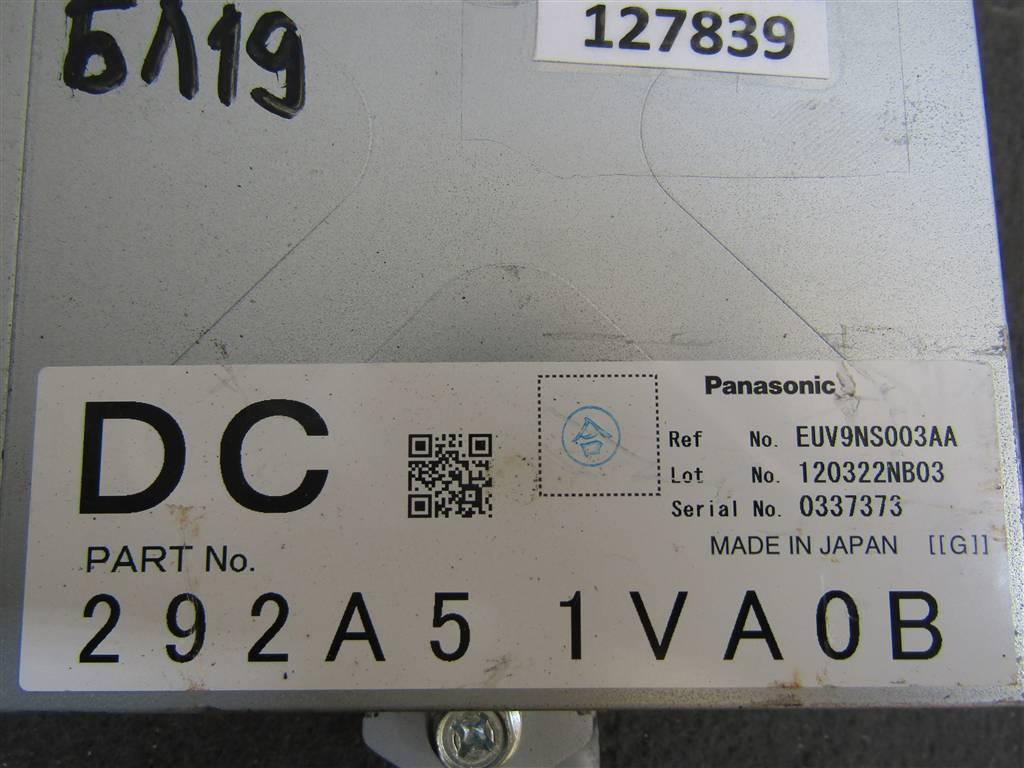 БЛ19
127839
Panasonic
DC
Ref No. EUV9NS003AA
Lot No. 120322NB03
Serial No. 0337373
MADE IN JAPAN [[G]]
PART No.
292A5 1VA0B